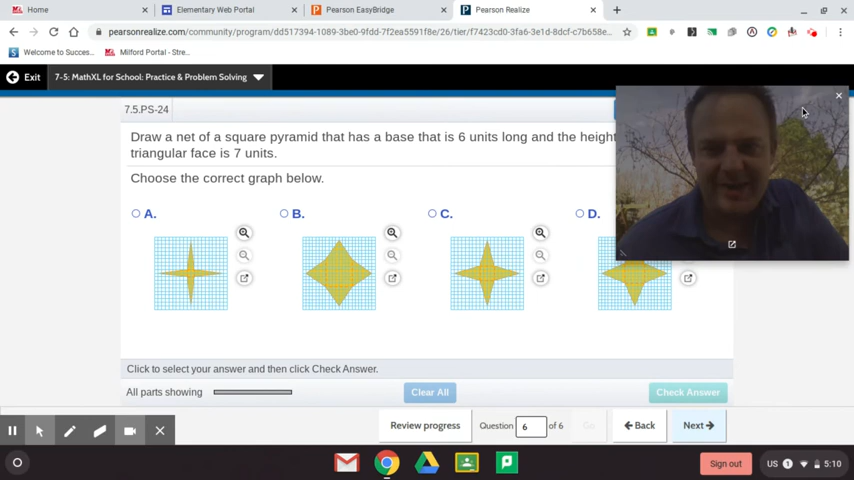 Home
Elementary Web Portal
Pearson EasyBridge
Pearson Realize
pearsonrealize.com/community/program/dd517394-1089-3be0-9fdd-7f2ea5591f8e/26/tier/f7423cd0-3fa6-3e1d-8dcf-dc7b658e...
Welcome to Succes...
Milford Portal - Stre...
Exit
7-5: MathXL for School: Practice & Problem Solving
7.5.PS-24
Draw a net of a square pyramid that has a base that is 6 units long and the height
triangular face is 7 units.
Choose the correct graph below.
A.
B.
C.
D.
Click to select your answer and then click Check Answer.
All parts showing
Clear All
Check Answer
Review progress
Question
6
of 6
Go
Back
Next
Sign out
US
1
5:10